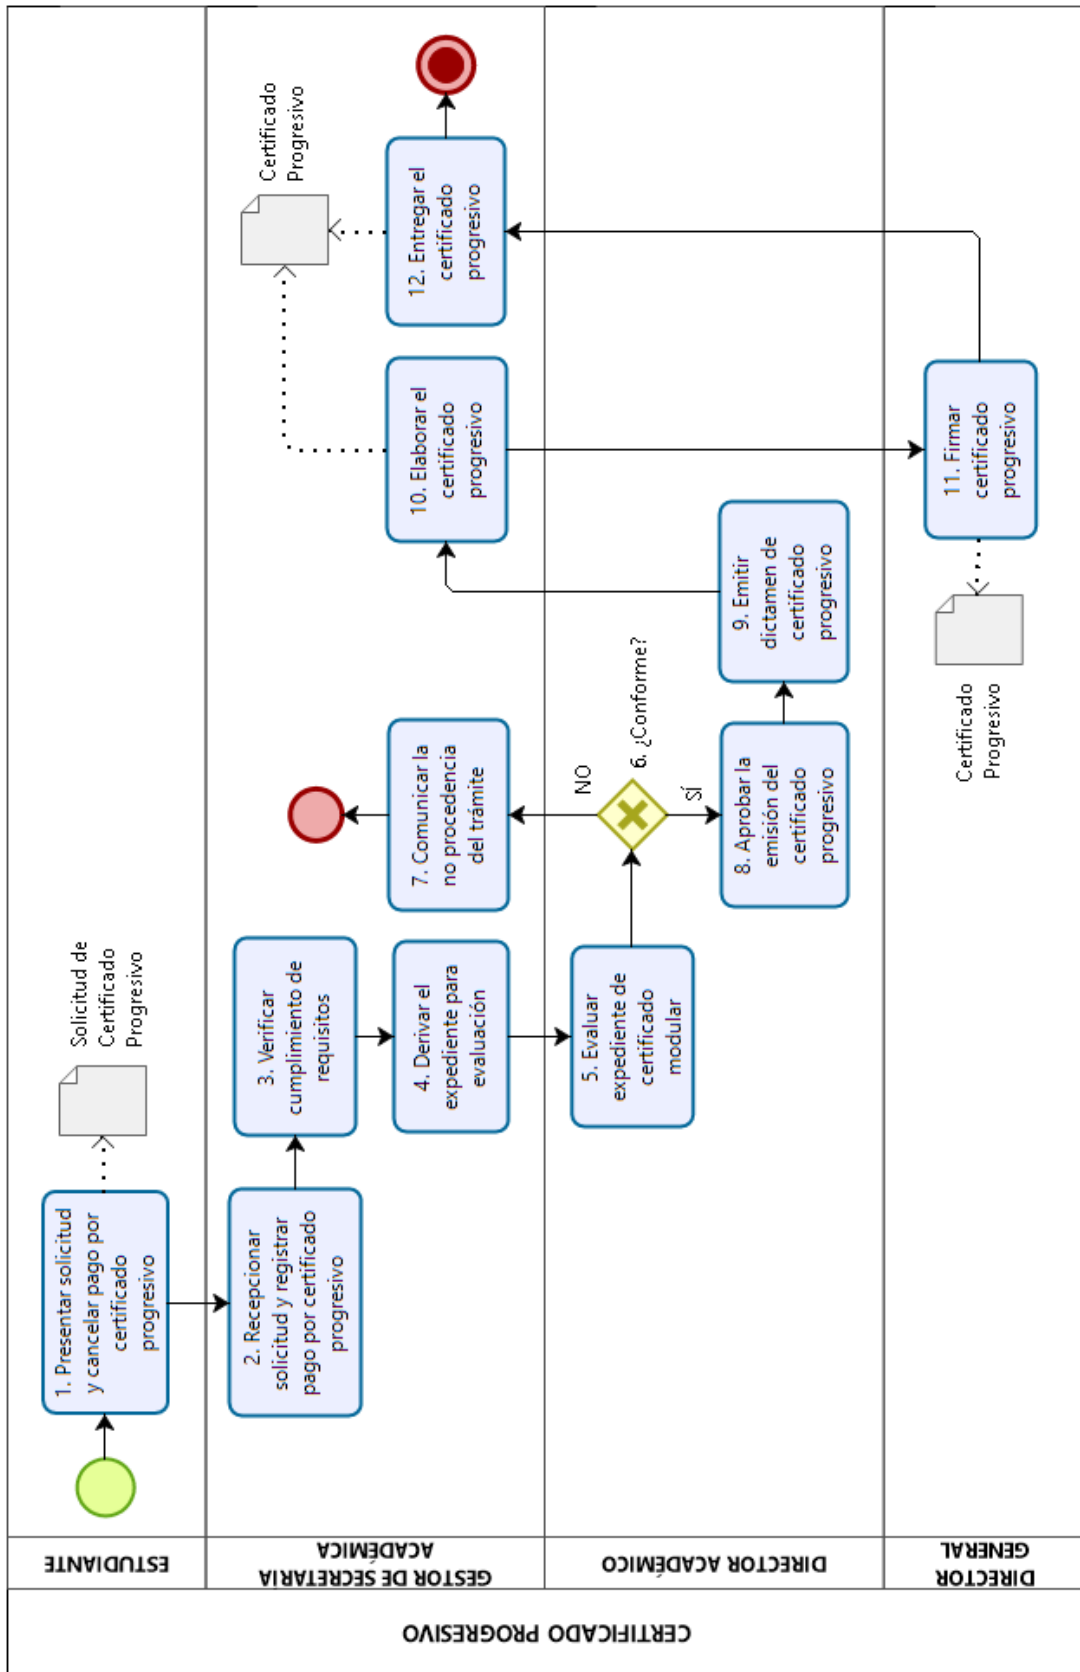 CERTIFICADO PROGRESIVO
ESTUDIANTE
1. Presentar solicitud
y cancelar pago por
certificado
progresivo
Solicitud de
Certificado
Progresivo
GESTOR DE SECRETARIA
ACADÉMICA
2. Recepcionar
solicitud y registrar
pago por certificado
progresivo
3. Verificar
cumplimiento de
requisitos
4. Derivar el
expediente para
evaluación
7. Comunicar la
no procedencia
del trámite
10. Elaborar el
certificado
progresivo
12. Entregar el
certificado
progresivo
Certificado
Progresivo
DIRECTOR ACADÉMICO
5. Evaluar
expediente de
certificado
modular
6. ¿Conforme?
NO
SÍ
8. Aprobar la
emisión del
certificado
progresivo
9. Emitir
dictamen de
certificado
progresivo
DIRECTOR
GENERAL
Certificado
Progresivo
11. Firmar
certificado
progresivo